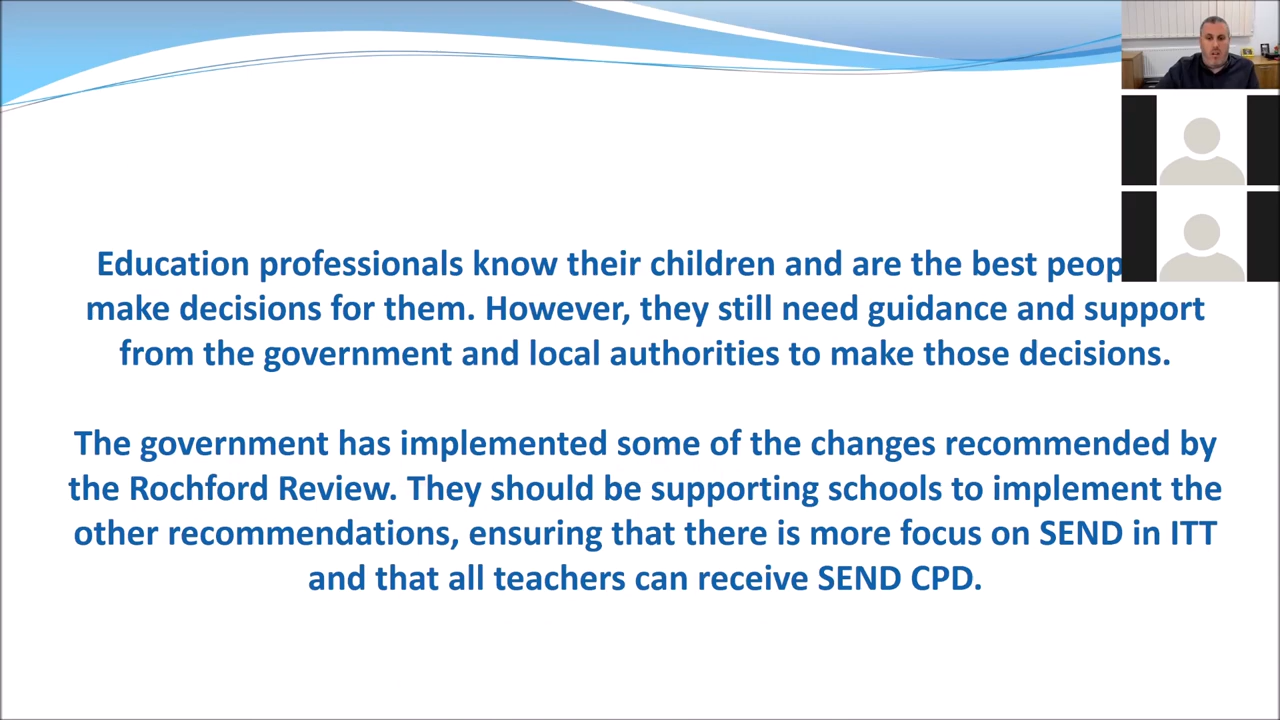 Education professionals know their children and are the best
make decisions for them. However, they still need guidance and support
from the government and local authorities to make those decisions.
The government has implemented some of the changes recommended by
the Rochford Review. They should be supporting schools to implement the
other recommendations, ensuring that there is more focus on SEND in ITT
and that all teachers can receive SEND CPD.